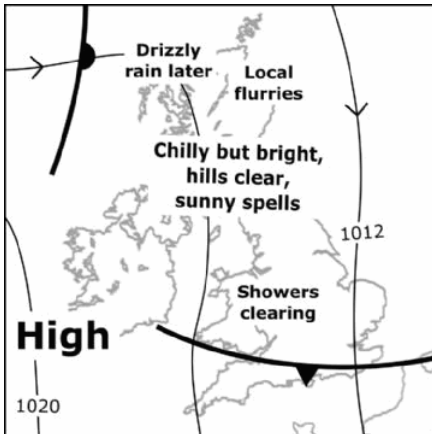 Drizzly
rain later
Local
flurries
Chilly but bright,
hills clear,
sunny spells
1012
Showers
clearing
High
1020